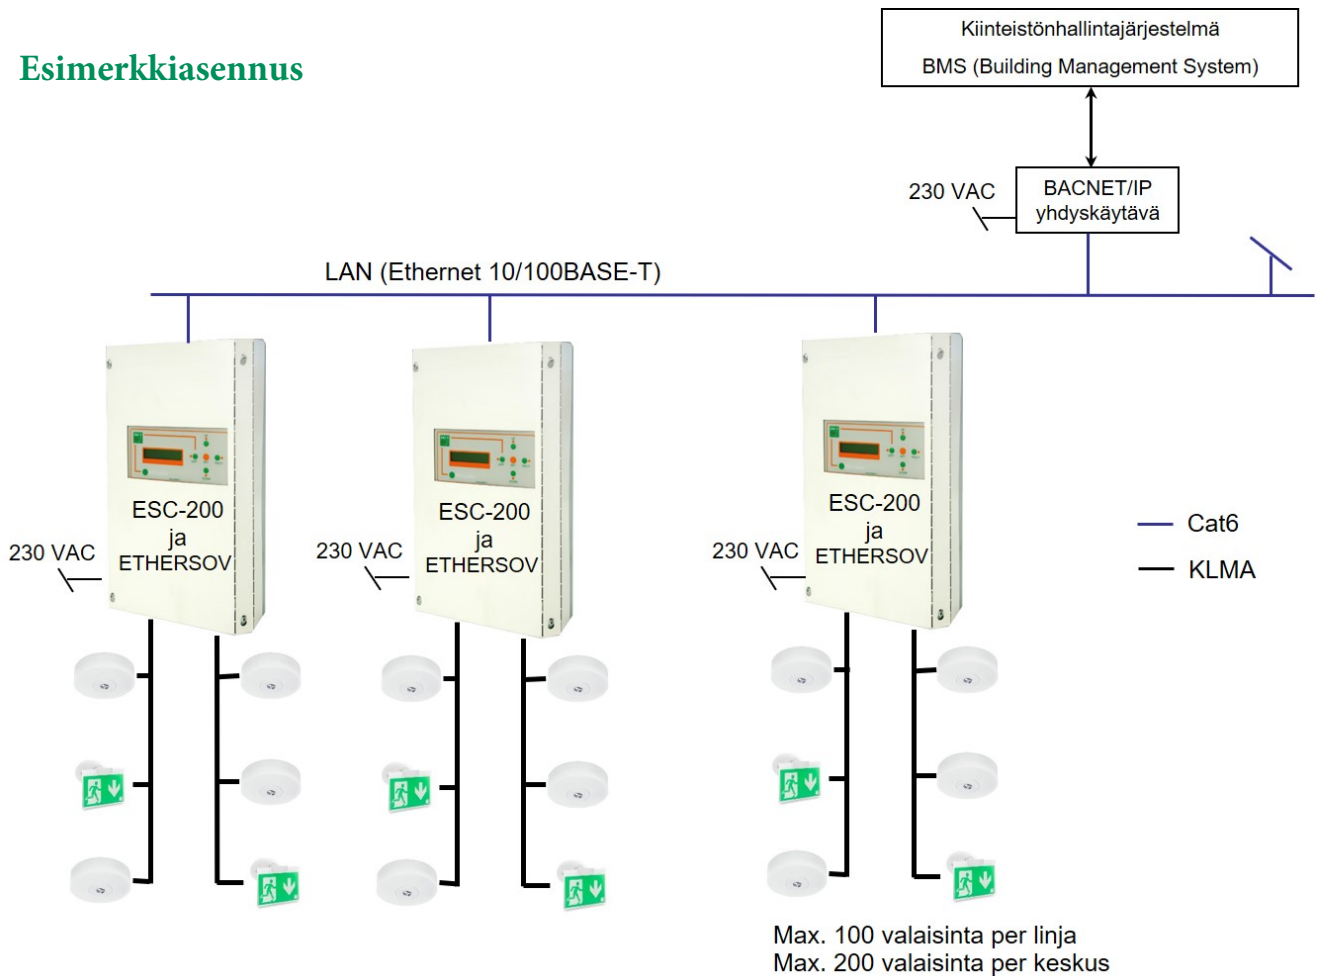 Esimerkkiasennus
Kiinteistönhallintajärjestelmä
BMS (Building Management System)
230 VAC
BACNET/IP
yhdyskäytävä
LAN (Ethernet 10/100BASE-T)
ESC-200
ja
ETHERSOV
230 VAC
ESC-200
ja
ETHERSOV
230 VAC
ESC-200
ja
ETHERSOV
230 VAC
Cat6
KLMA
Max. 100 valaisinta per linja
Max. 200 valaisinta per keskus